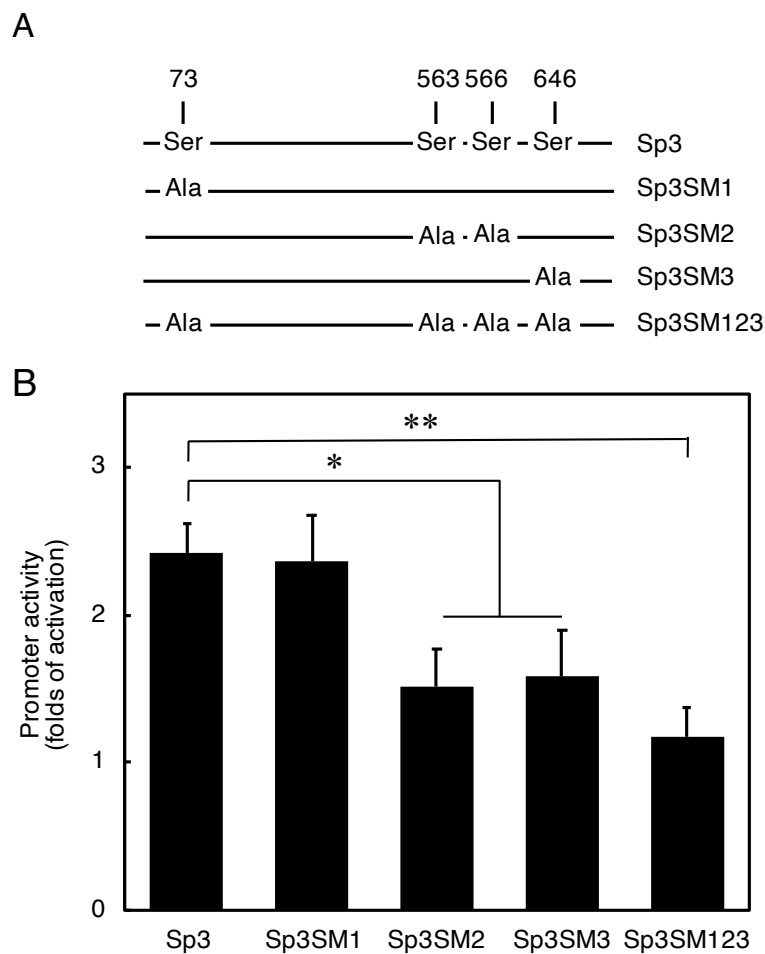 A
73 563 566 646
Ser Ser Ser Ser Sp3
Ala Sp3SM1
Ala Ala Sp3SM2
Ala Sp3SM3
Ala Ala Ala Ala Sp3SM123
B
**
*
3
2
1
0
Promoter activity
(folds of activation)
Sp3 Sp3SM1 Sp3SM2 Sp3SM3 Sp3SM123